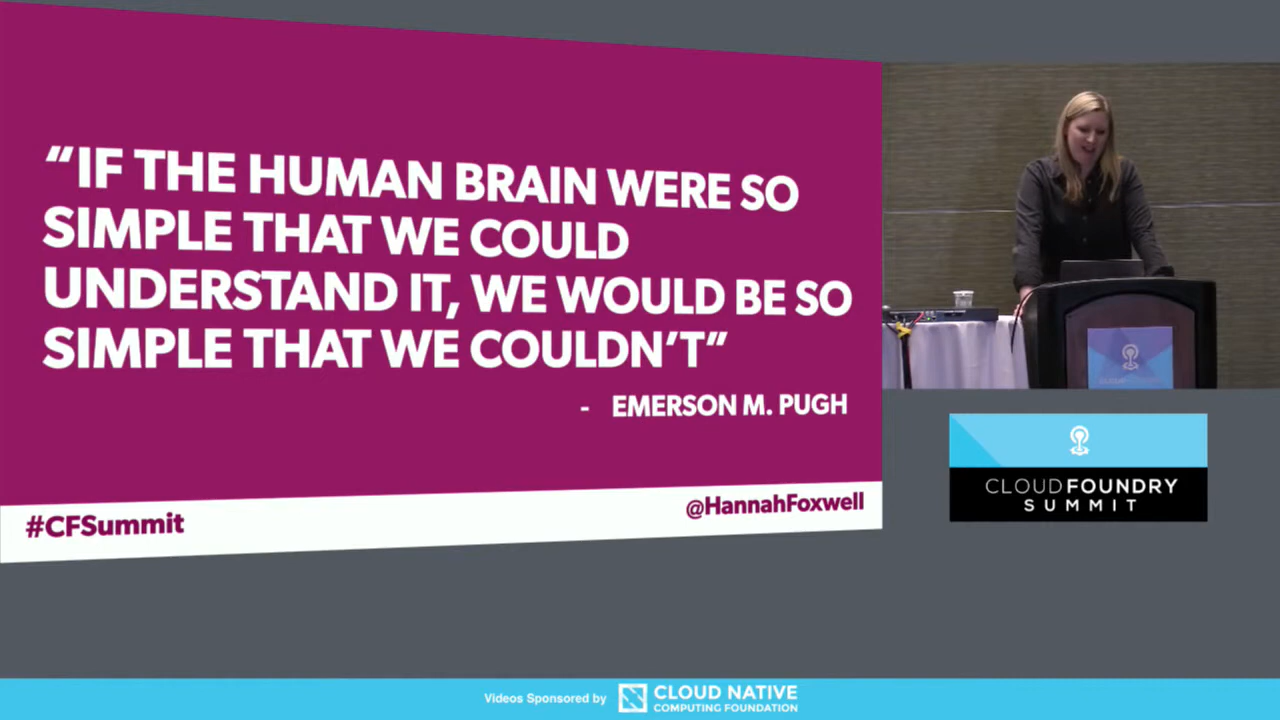 “IF THE HUMAN BRAIN WERE SO
SIMPLE THAT WE COULD
UNDERSTAND IT, WE WOULD BE SO
SIMPLE THAT WE COULDN’T”
- EMERSON M. PUGH
#CFSummit
@HannahFoxwell
CLOUDFOUNDRY
SUMMIT
Videos Sponsored by
CLOUD NATIVE
COMPUTING FOUNDATION